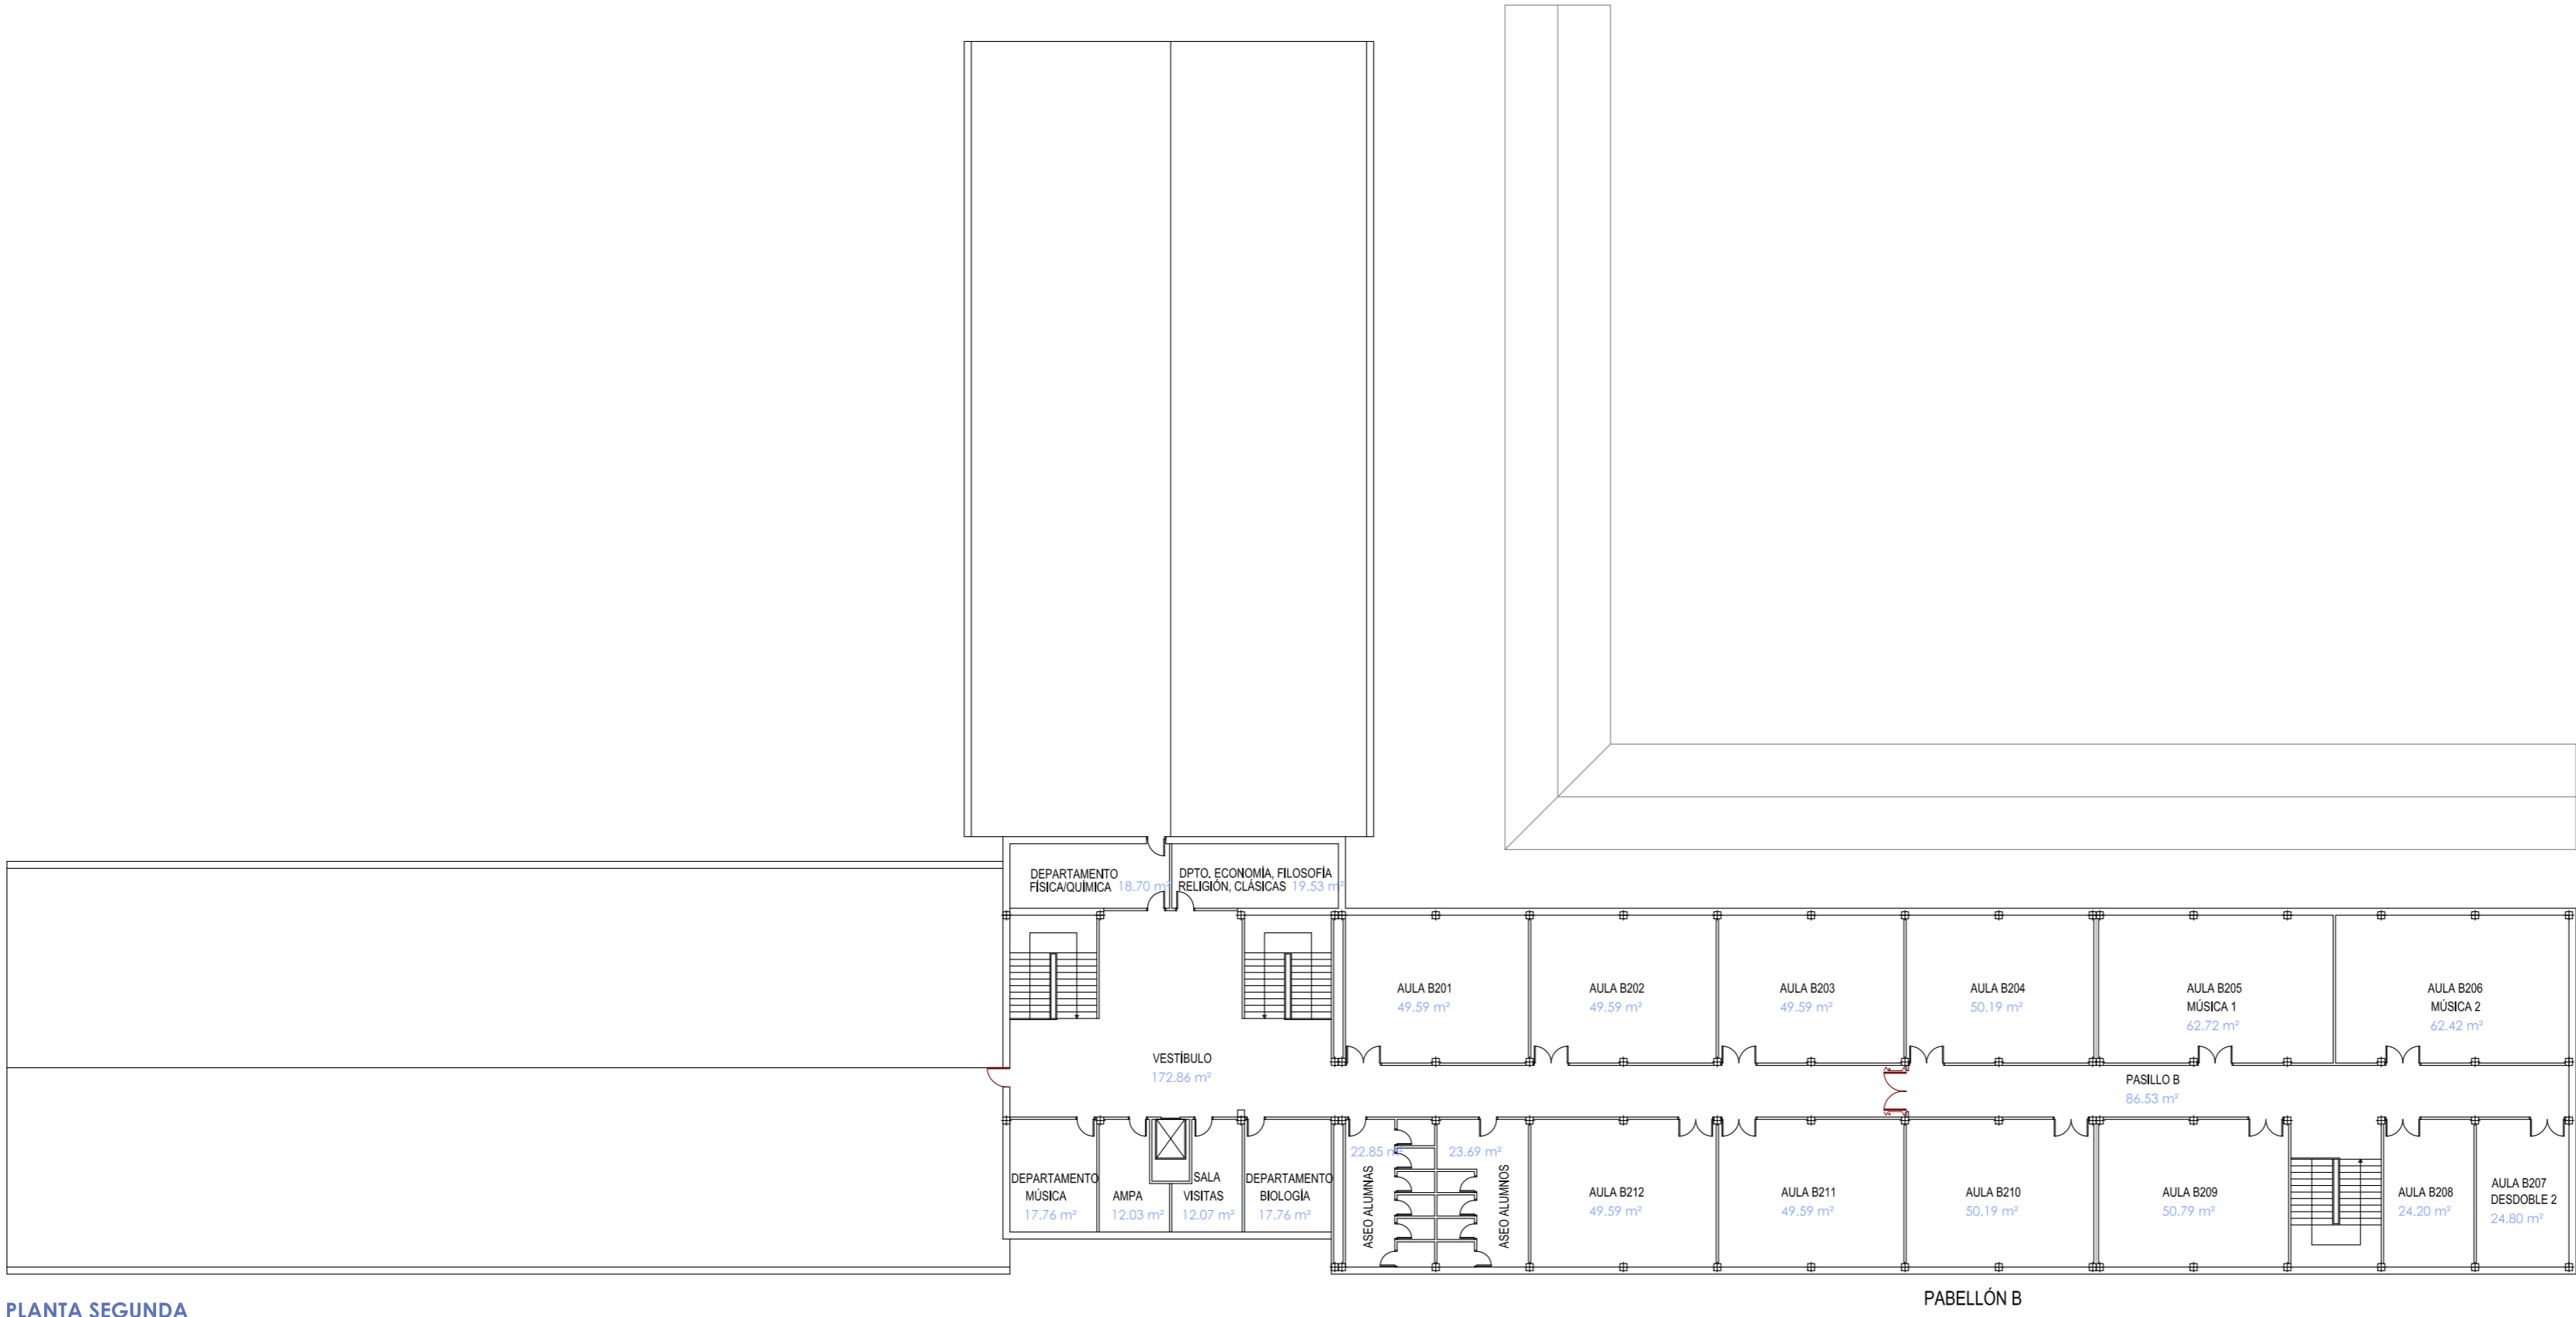 DEPARTAMENTO
FÍSICA/QUÍMICA 18.70 m²
DPTO. ECONOMÍA, FILOSOFÍA
RELIGIÓN, CLÁSICAS 19.53 m²
AULA B201
49.59 m²
AULA B202
49.59 m²
AULA B203
49.59 m²
AULA B204
50.19 m²
AULA B205
MÚSICA 1
62.72 m²
AULA B206
MÚSICA 2
62.42 m²
VESTÍBULO
172.86 m²
PASILLO B
86.53 m²
DEPARTAMENTO
MÚSICA
17.76 m²
AMPA
12.03 m²
SALA
VISITAS
12.07 m²
DEPARTAMENTO
BIOLOGÍA
17.76 m²
22.85 m²
ASEO ALUMNAS
23.69 m²
ASEO ALUMNOS
AULA B212
49.59 m²
AULA B211
49.59 m²
AULA B210
50.19 m²
AULA B209
50.79 m²
AULA B208
24.20 m²
AULA B207
DESDOBLE 2
24.80 m²
PABELLÓN B
PLANTA SEGUNDA